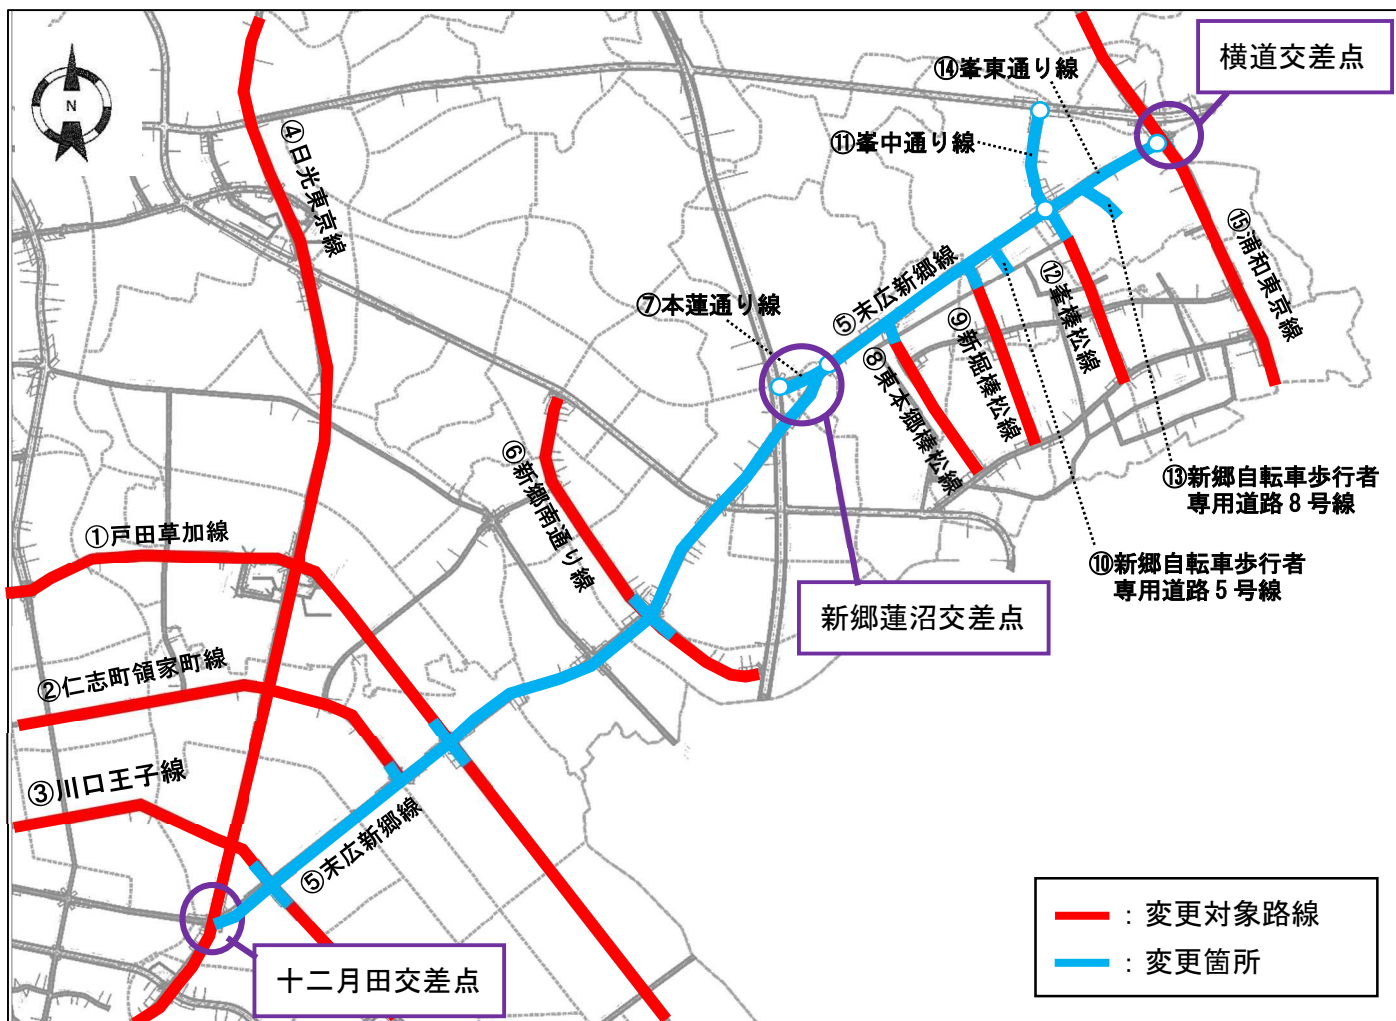 横道交差点
⑭峯東通り線
N
⑪峯中通り線
④日光東京線
⑮浦和東京線
⑤末広新郷線
⑫峯榛松線
⑦本蓮通り線
⑨新堀榛松線
⑧東本郷榛松線
⑥新郷南通り線
⑬新郷自転車歩行者
専用道路8号線
①戸田草加線
⑩新郷自転車歩行者
専用道路5号線
新郷蓮沼交差点
②仁志町領家町線
③川口王子線
⑤末広新郷線
：変更対象路線
：変更箇所
十二月田交差点